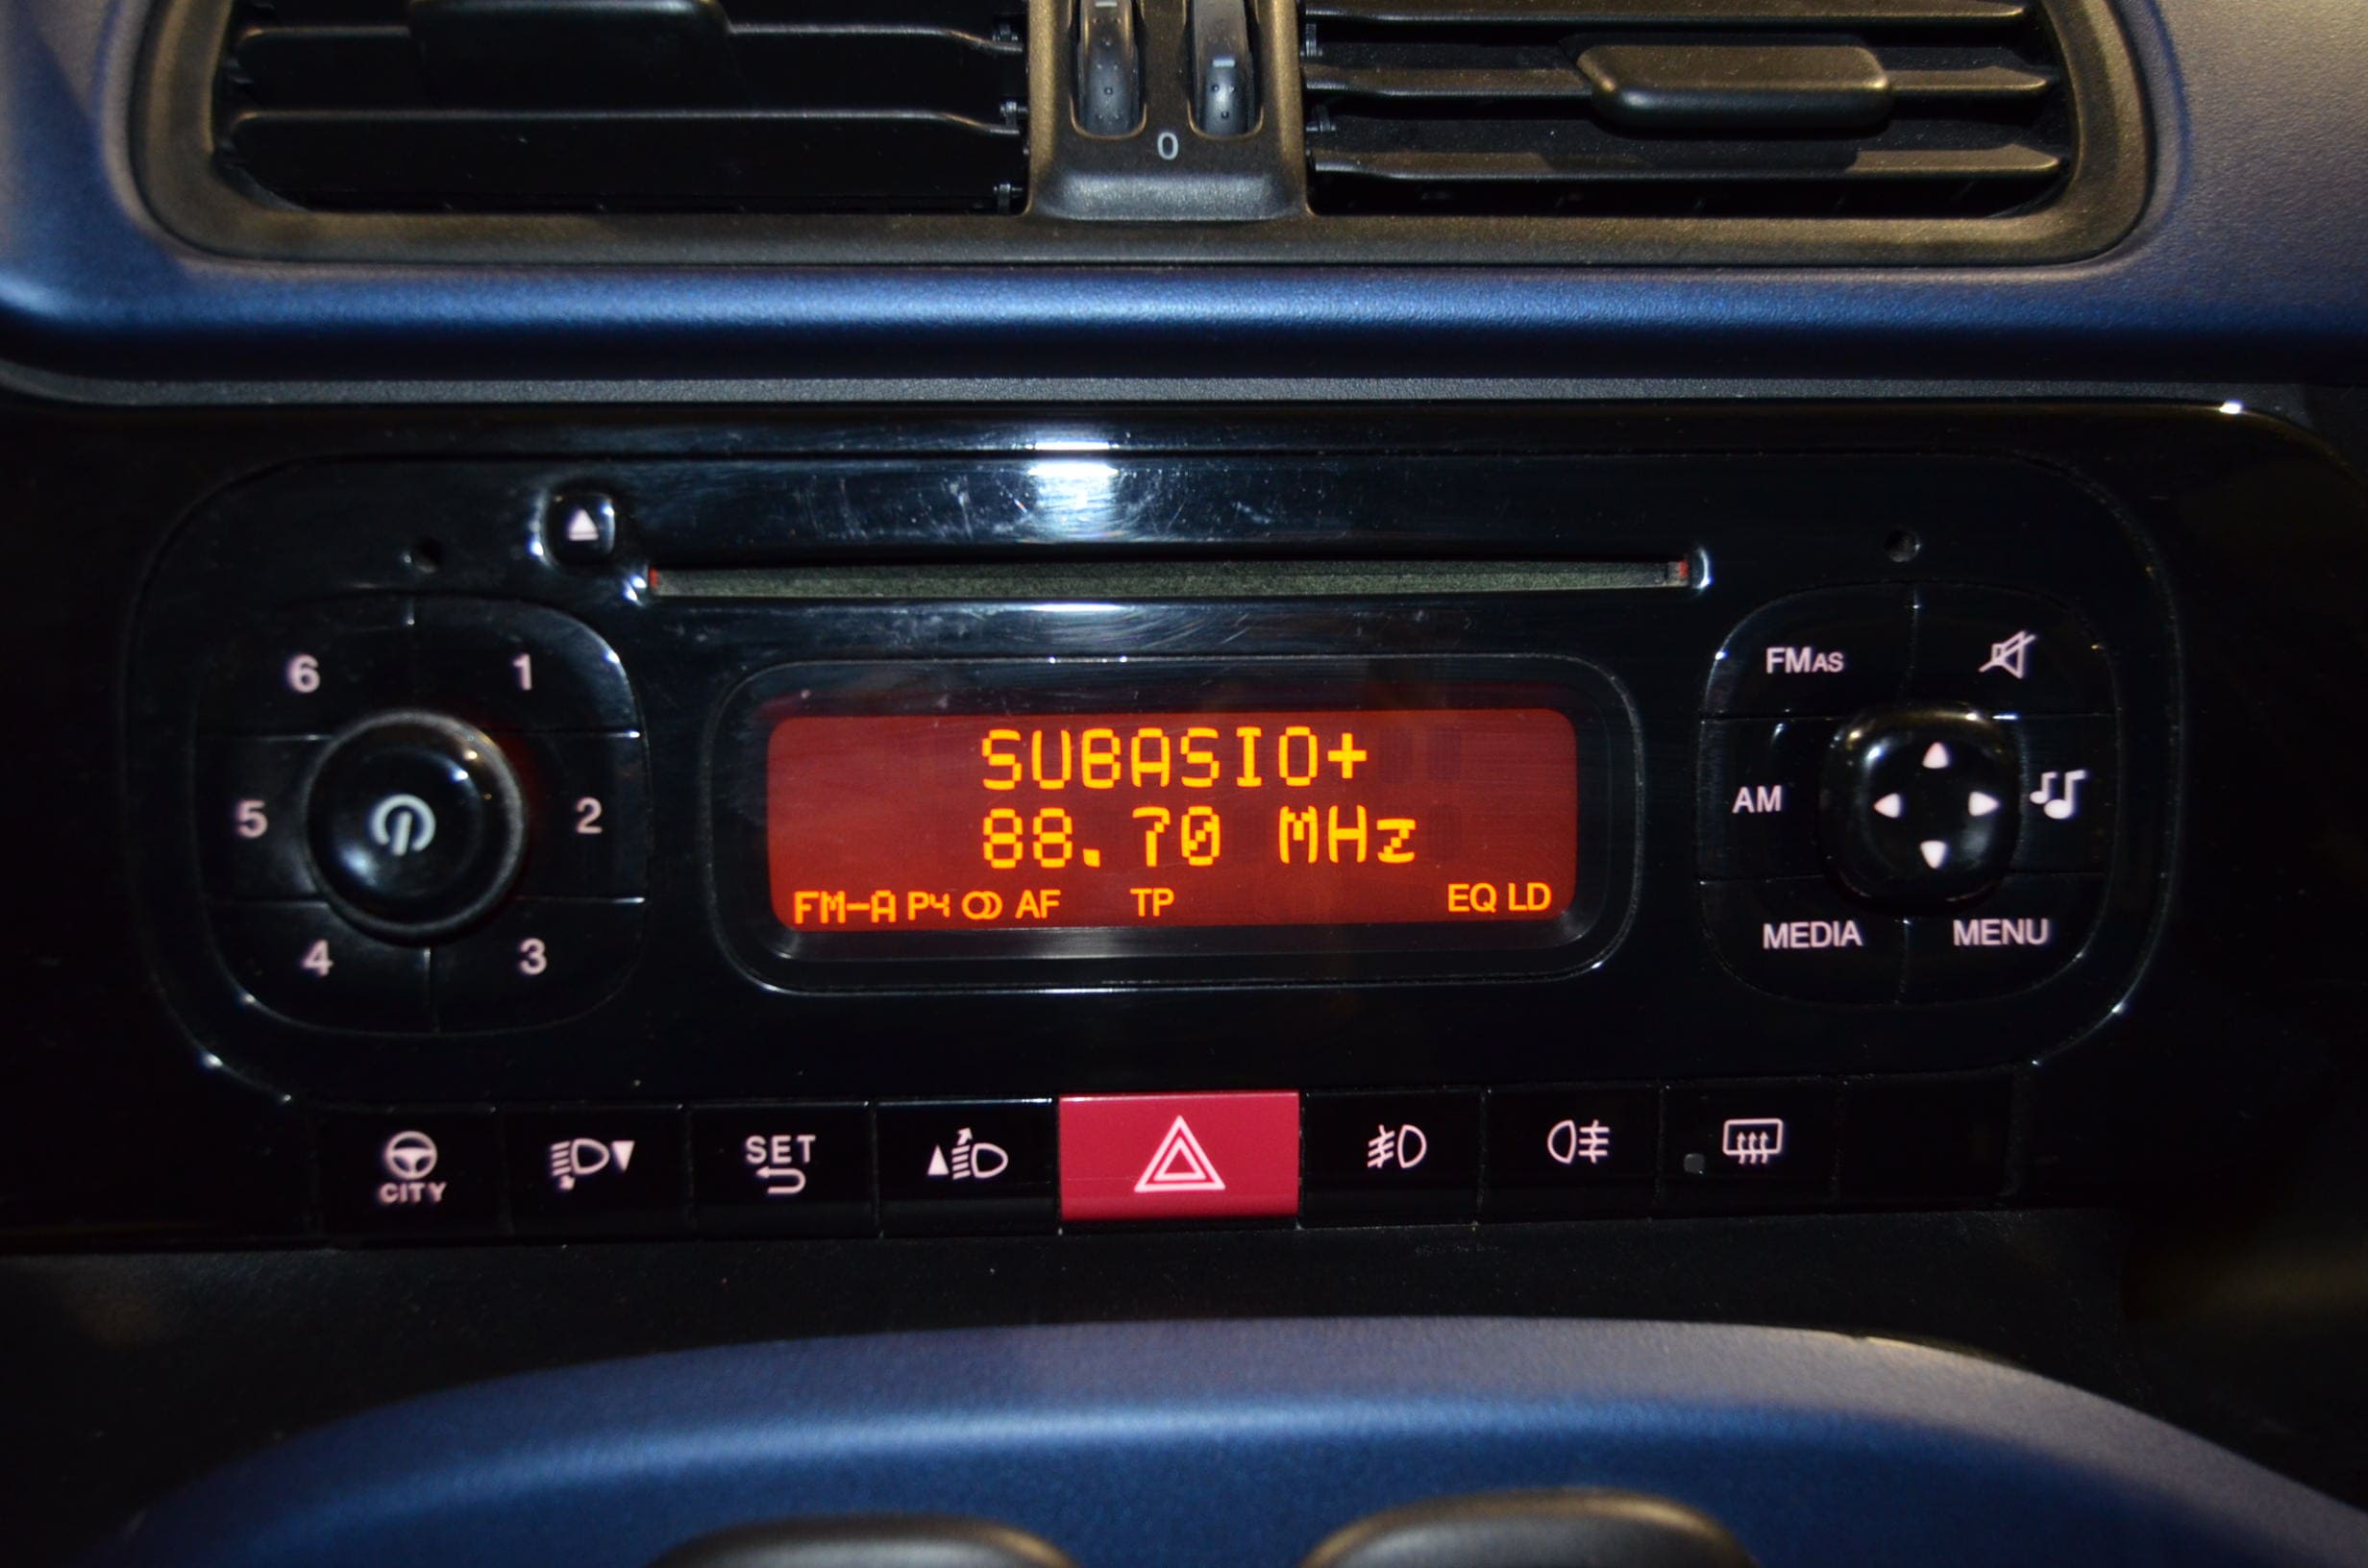 0
6 1
FMAS
SUBASIO+
5 2
AM
88.70 MHz
FM-A P4 AF TP EQ LD
4 3
MEDIA MENU
CITY
SET